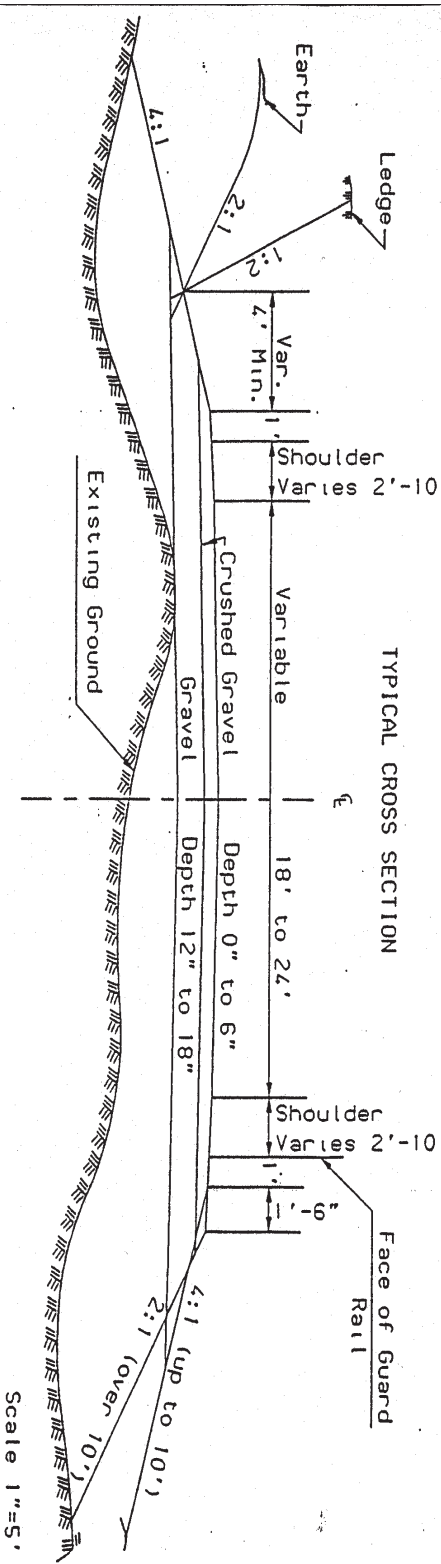 TYPICAL CROSS SECTION
Ledge
Earth
2:1
1:2
4:1
Var.
4' Min.
1'
Shoulder
Varies 2'-10
Variable
18' to 24'
Shoulder
Varies 2'-10
1'
1'-6"
Face of Guard
Rail
℄
Crushed Gravel
Depth 0" to 6"
Gravel
Depth 12" to 18"
Existing Ground
4:1 (up to 10')
2:1 (over 10')
Scale 1"=5'